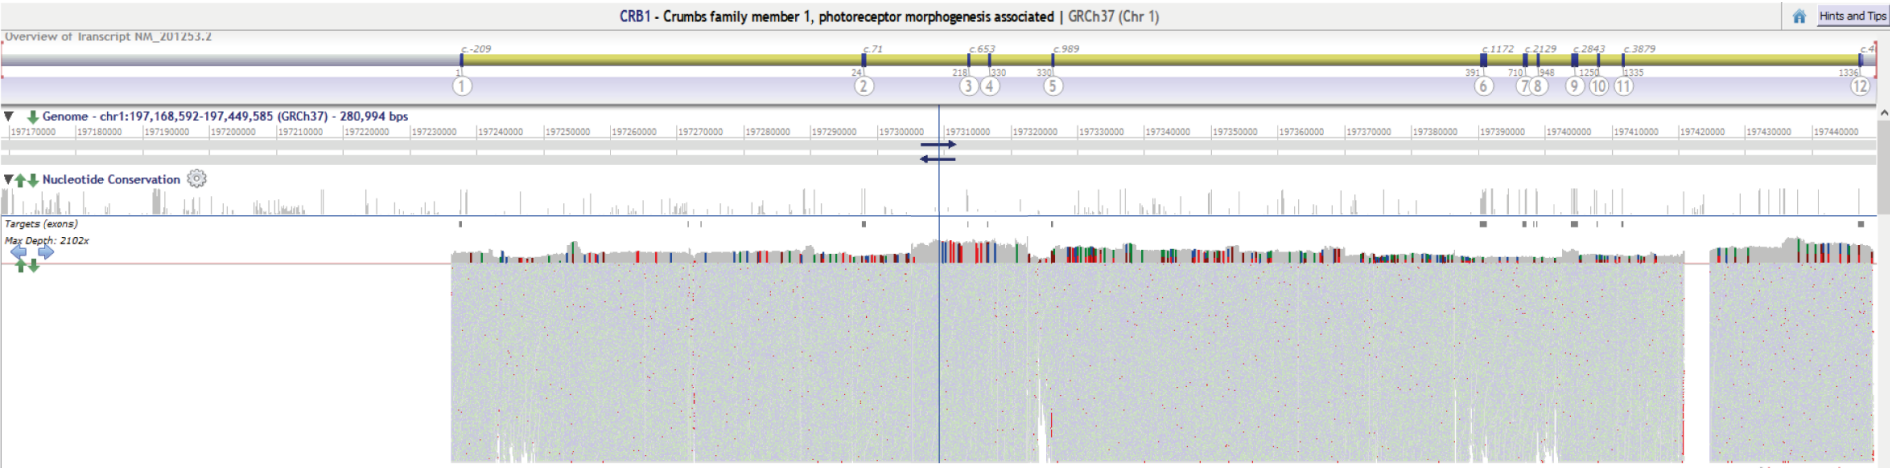 CRB1 - Crumbs family member 1, photoreceptor morphogenesis associated | GRCh37 (Chr 1)
Hints and Tips
Overview of Transcript NM_201253.2
c.-209 c.71 c.653 c.989 c.1172 c.2129 c.2843 c.3879 c.4
1 24 218 330 330 391 710 948 1250 1335 1336
1 2 3 4 5 6 7 8 9 10 11 12
Genome - chr1:197,168,592-197,449,585 (GRCh37) - 280,994 bps
197170000 197180000 197190000 197200000 197210000 197220000 197230000 197240000 197250000 197260000 197270000 197280000 197290000 197300000 197310000 197320000 197330000 197340000 197350000 197360000 197370000 197380000 197390000 197400000 197410000 197420000 197430000 197440000
Nucleotide Conservation
Targets (exons)
Max Depth: 2102x